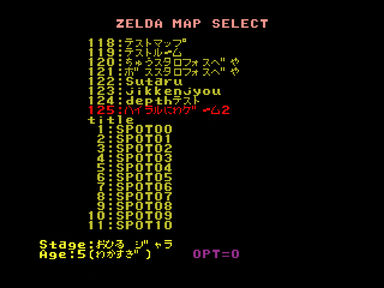 ZELDA MAP SELECT
118:テストマップ
119:テストルーム
120:ちゅうスタロフォスべや
121:ボススタロフォスべや
122:Sutaru
123:jikkenjyou
124:depthテスト
125:ハイラルにわゲーム2
title
1:SPOT00
2:SPOT01
3:SPOT02
4:SPOT03
5:SPOT04
6:SPOT05
7:SPOT06
8:SPOT07
9:SPOT08
10:SPOT09
11:SPOT10
Stage:おひる ジャラ
Age:5(わかすぎ) OPT=0